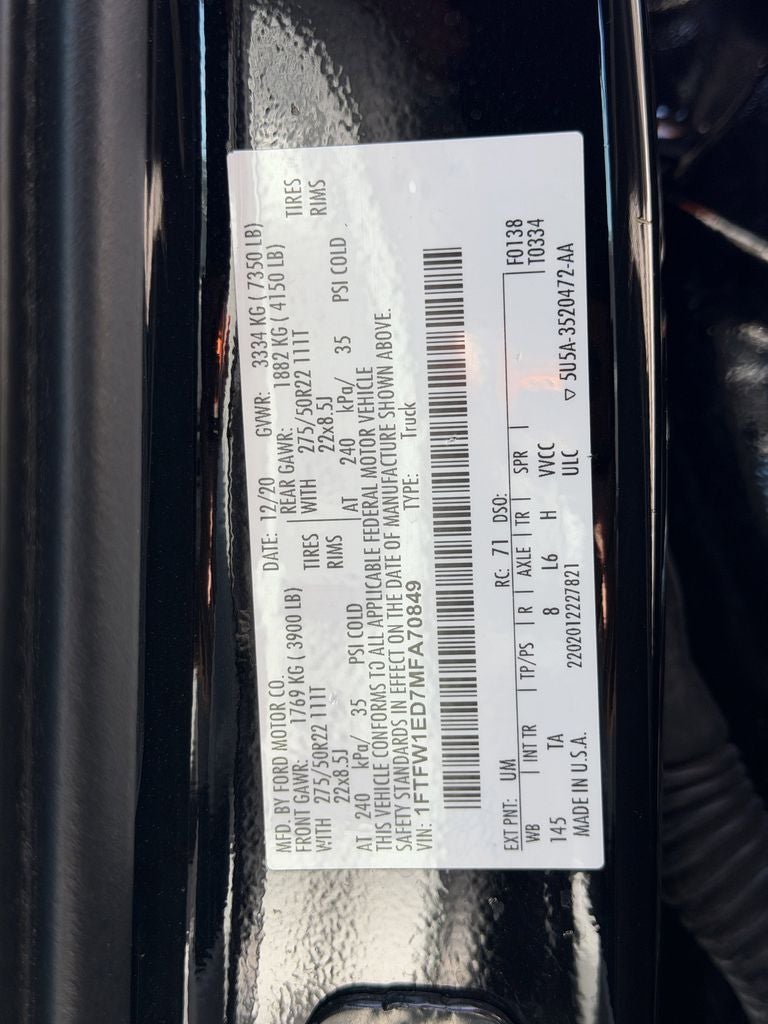 MFD. BY FORD MOTOR CO. DATE: 12/20 GVWR: 3334 KG ( 7350 LB)
FRONT GAWR: 1769 KG ( 3900 LB) REAR GAWR: 1882 KG ( 4150 LB)
WITH 275/50R22 111T TIRES WITH 275/50R22 111T TIRES
22x8.5J RIMS 22x8.5J RIMS
AT 240 kPa/ 35 PSI COLD AT 240 kPa/ 35 PSI COLD
THIS VEHICLE CONFORMS TO ALL APPLICABLE FEDERAL MOTOR VEHICLE
SAFETY STANDARDS IN EFFECT ON THE DATE OF MANUFACTURE SHOWN ABOVE.
VIN: 1FTFW1ED7MFA70849 TYPE: Truck
EXT PNT: UM RC: 71 DSO: F0138
WB INT TR TP/PS R AXLE TR SPR T0334
145 TA 8 L6 H VVCC
MADE IN U.S.A. 2202012227821 ULC ▽ 5U5A-3520472-AA